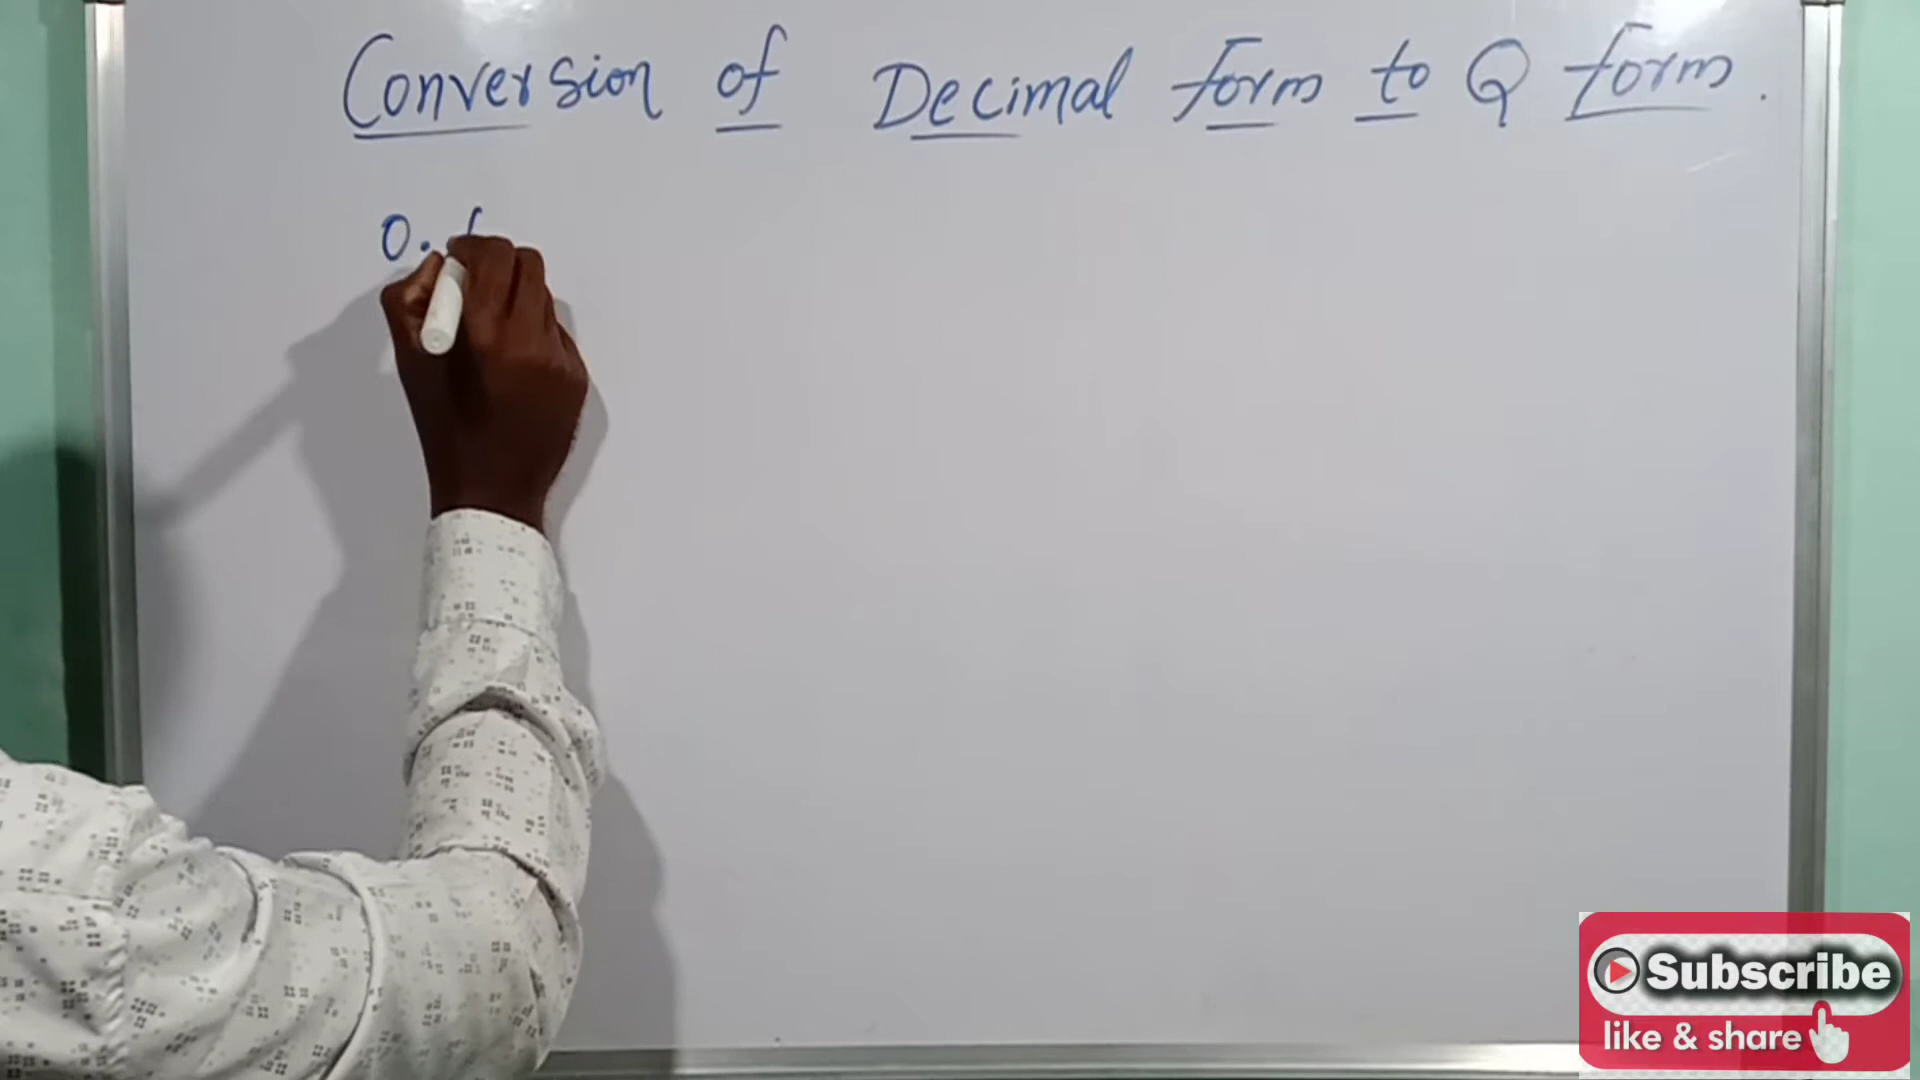 Conversion of Decimal form to Q form.
0.
Subscribe
like & share